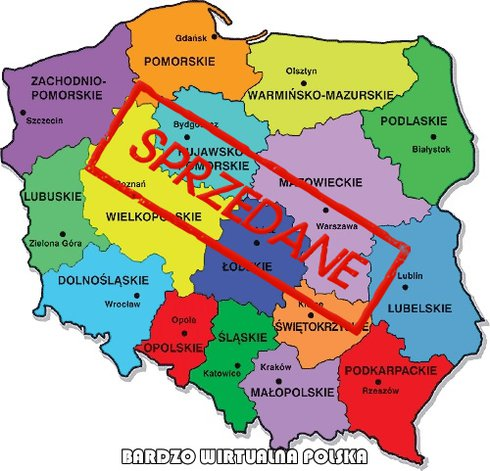 Gdańsk
POMORSKIE
Olsztyn
WARMIŃSKO-MAZURSKIE
ZACHODNIO-
POMORSKIE
Szczecin
PODLASKIE
Białystok
Bydgoszcz
KUJAWSKO-
POMORSKIE
SPRZEDANE
MAZOWIECKIE
Warszawa
LUBUSKIE
Zielona Góra
Poznań
WIELKOPOLSKIE
ŁÓDZKIE
Lublin
LUBELSKIE
DOLNOŚLĄSKIE
Wrocław
Opole
OPOLSKIE
ŚLĄSKIE
Katowice
Kielce
ŚWIĘTOKRZYSKIE
Kraków
MAŁOPOLSKIE
PODKARPACKIE
Rzeszów
BARDZO WIRTUALNA POLSKA